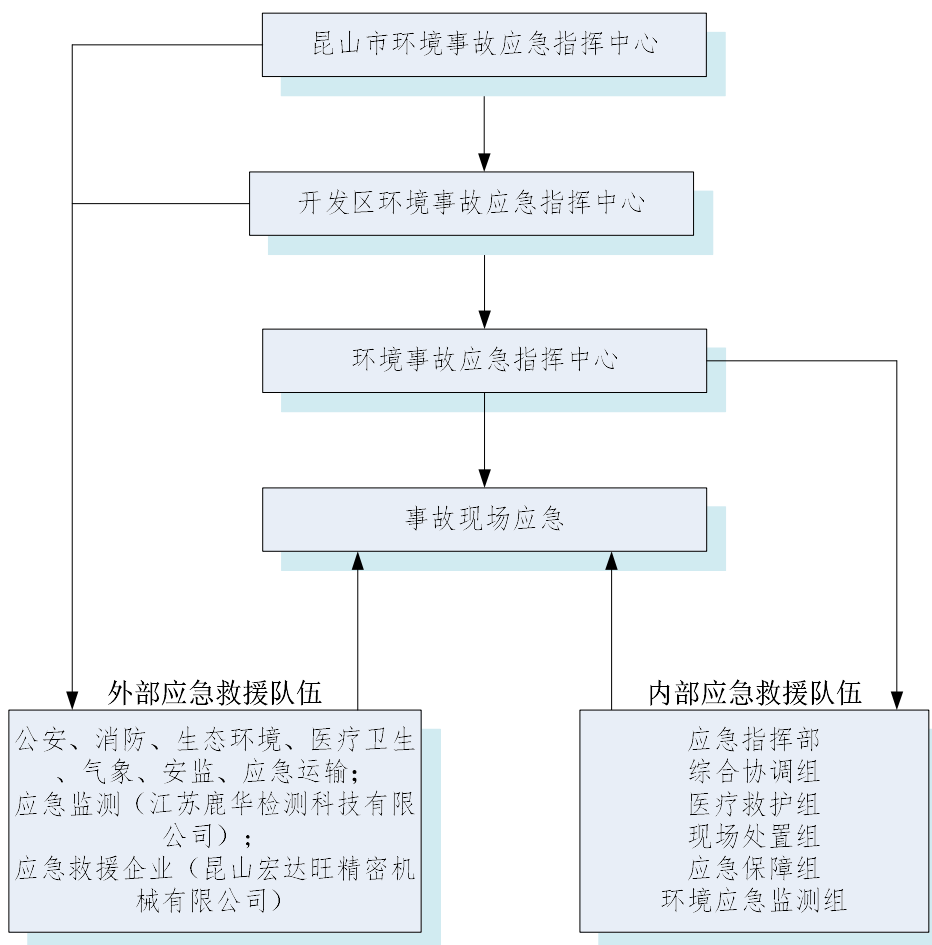 昆山市环境事故应急指挥中心
开发区环境事故应急指挥中心
环境事故应急指挥中心
事故现场应急
外部应急救援队伍
公安、消防、生态环境、医疗卫生
、气象、安监、应急运输；
应急监测（江苏鹿华检测科技有限
公司）；
应急救援企业（昆山宏达旺精密机
械有限公司）
内部应急救援队伍
应急指挥部
综合协调组
医疗救护组
现场处置组
应急保障组
环境应急监测组